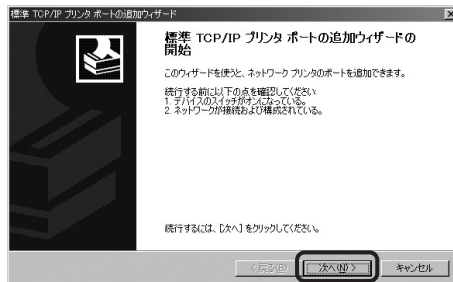 標準 TCP/IP プリンタ ポートの追加ウィザード
標準 TCP/IP プリンタ ポートの追加ウィザードの
開始
このウィザードを使うと、ネットワーク プリンタのポートを追加できます。
続行する前に以下の点を確認してください:
1. デバイスのスイッチがオンになっている。
2. ネットワークが接続および構成されている。
続行するには、[次へ] をクリックしてください。
< 戻る(B) 次へ(N) > キャンセル